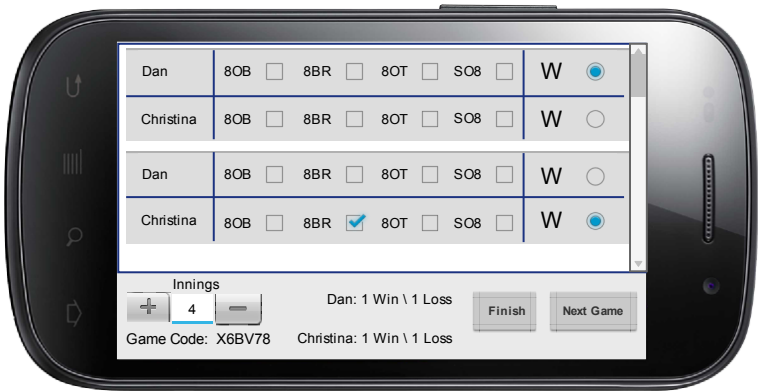 Dan 8OB 8BR 8OT SO8 W
Christina 8OB 8BR 8OT SO8 W
Dan 8OB 8BR 8OT SO8 W
Christina 8OB 8BR 8OT SO8 W
Innings
4
Dan: 1 Win \ 1 Loss
Finish
Next Game
Game Code: X6BV78
Christina: 1 Win \ 1 Loss